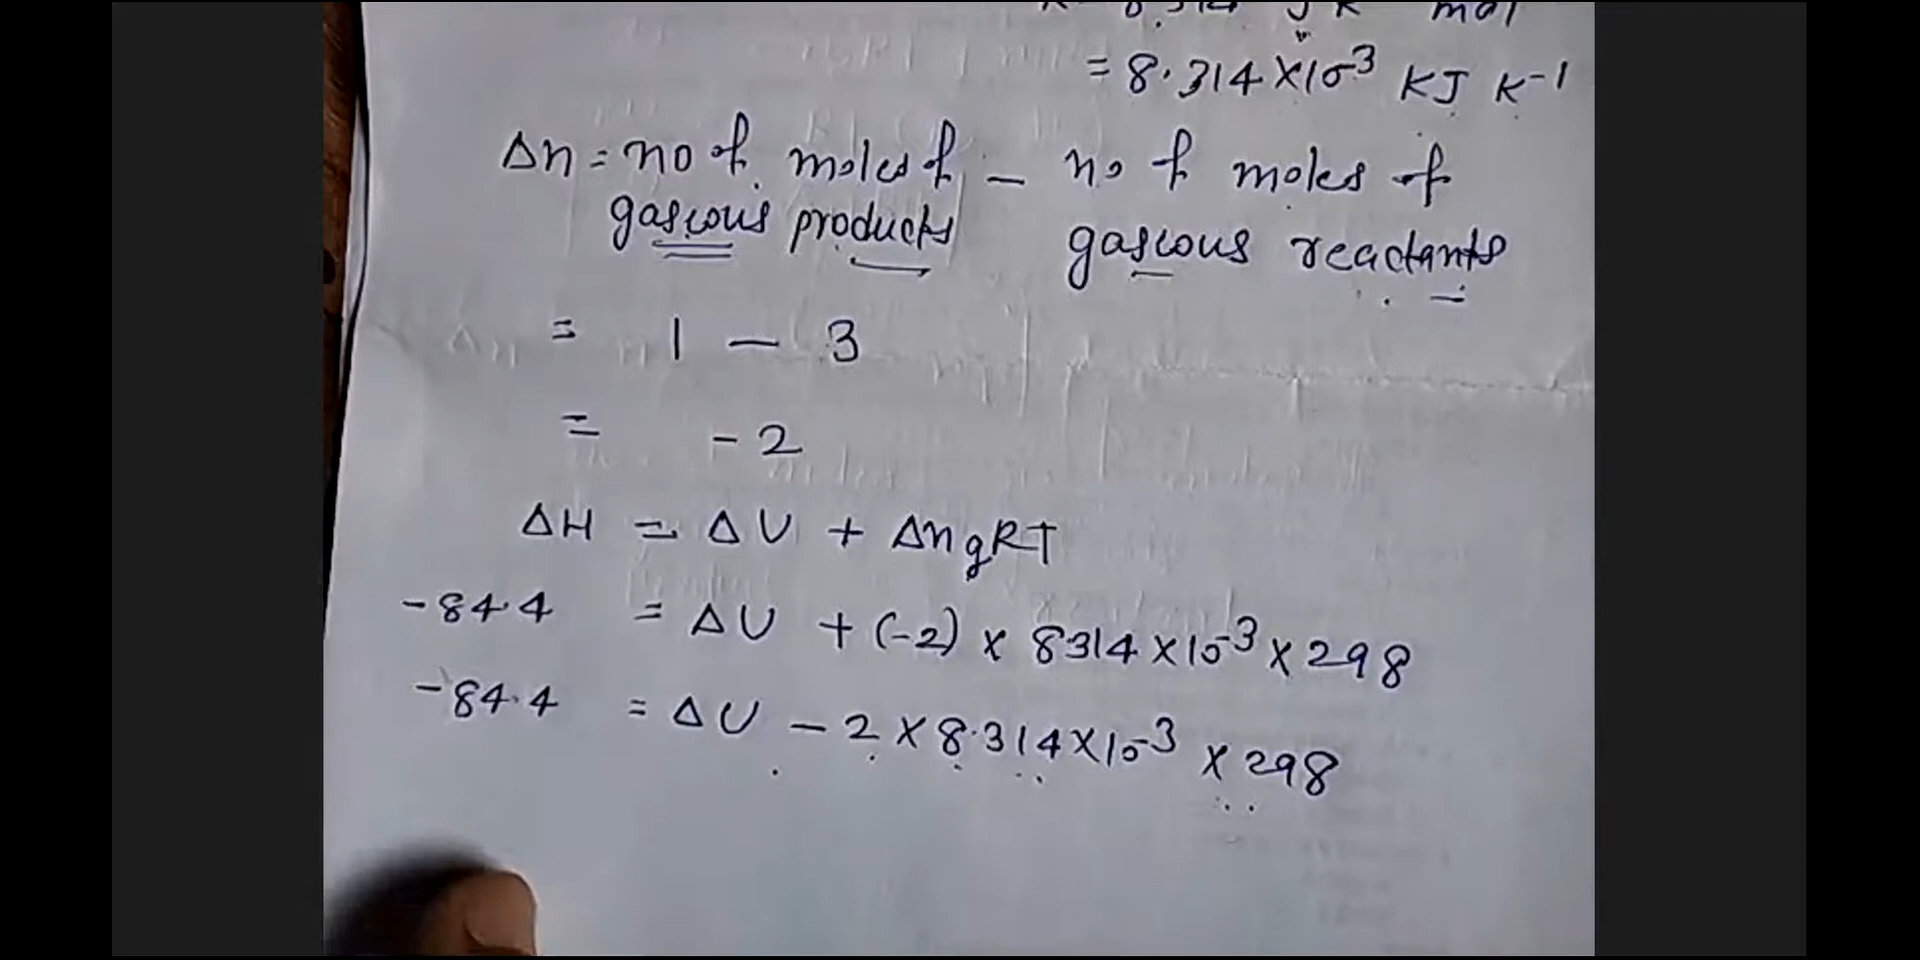 mol
= 8.314 × 10⁻³ KJ K⁻¹
Δn = no of moles of — no of moles of
gaseous products gaseous reactants
= 1 — 3
= -2
ΔH = ΔU + ΔngRT
-84.4 = ΔU + (-2) × 8314 × 10⁻³ × 298
-84.4 = ΔU — 2 × 8.314 × 10⁻³ × 298